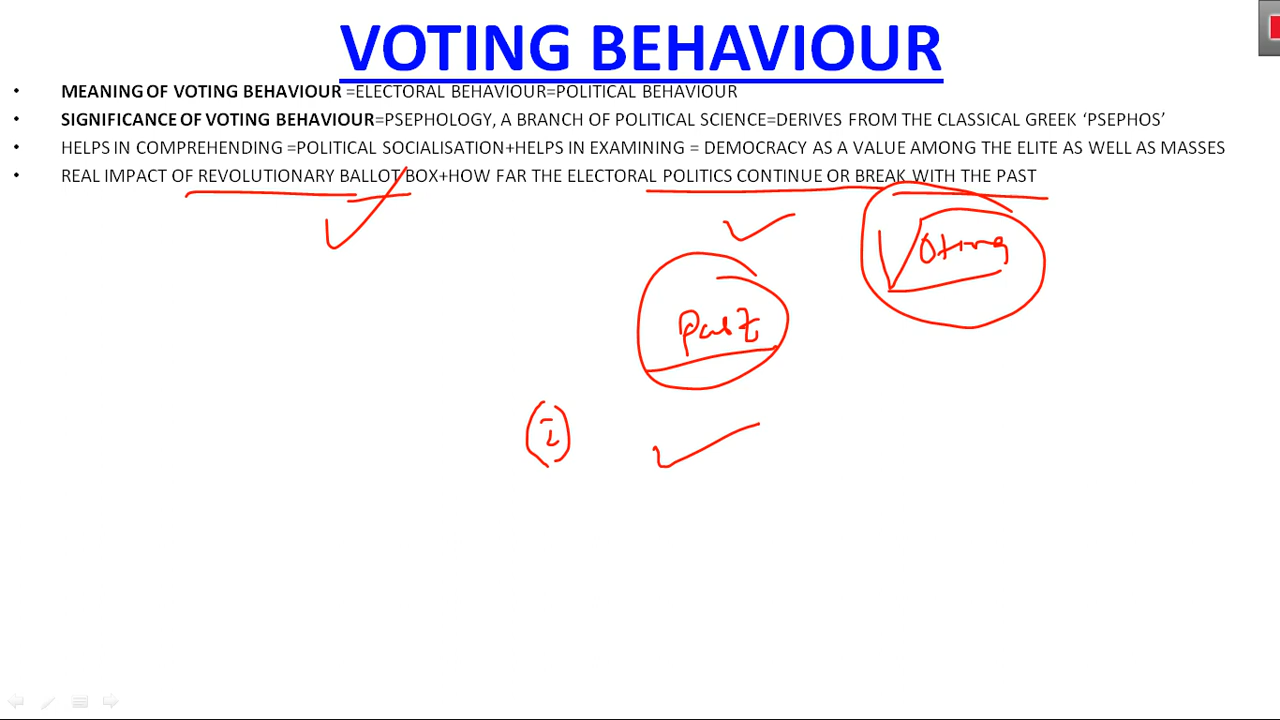 VOTING BEHAVIOUR
• MEANING OF VOTING BEHAVIOUR =ELECTORAL BEHAVIOUR=POLITICAL BEHAVIOUR
• SIGNIFICANCE OF VOTING BEHAVIOUR=PSEPHOLOGY, A BRANCH OF POLITICAL SCIENCE=DERIVES FROM THE CLASSICAL GREEK ‘PSEPHOS’
• HELPS IN COMPREHENDING =POLITICAL SOCIALISATION+HELPS IN EXAMINING = DEMOCRACY AS A VALUE AMONG THE ELITE AS WELL AS MASSES
• REAL IMPACT OF REVOLUTIONARY BALLOT BOX+HOW FAR THE ELECTORAL POLITICS CONTINUE OR BREAK WITH THE PAST
Voting
Past